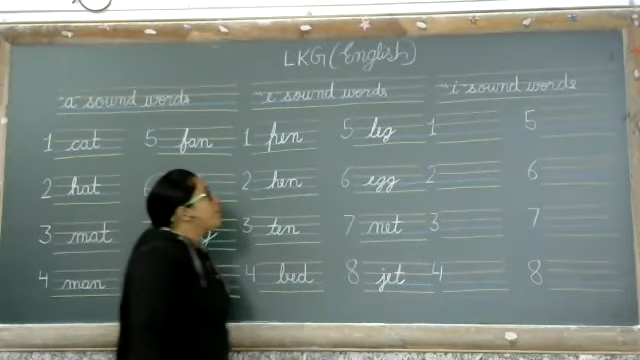 LKG (English)
"a" sound words "e" sound words "i" sound words
1 cat 5 fan 1 pen 5 leg 1 5
2 hat 6 2 hen 6 egg 2 6
3 mat 3 ten 7 net 3 7
4 man 4 bed 8 jet 4 8